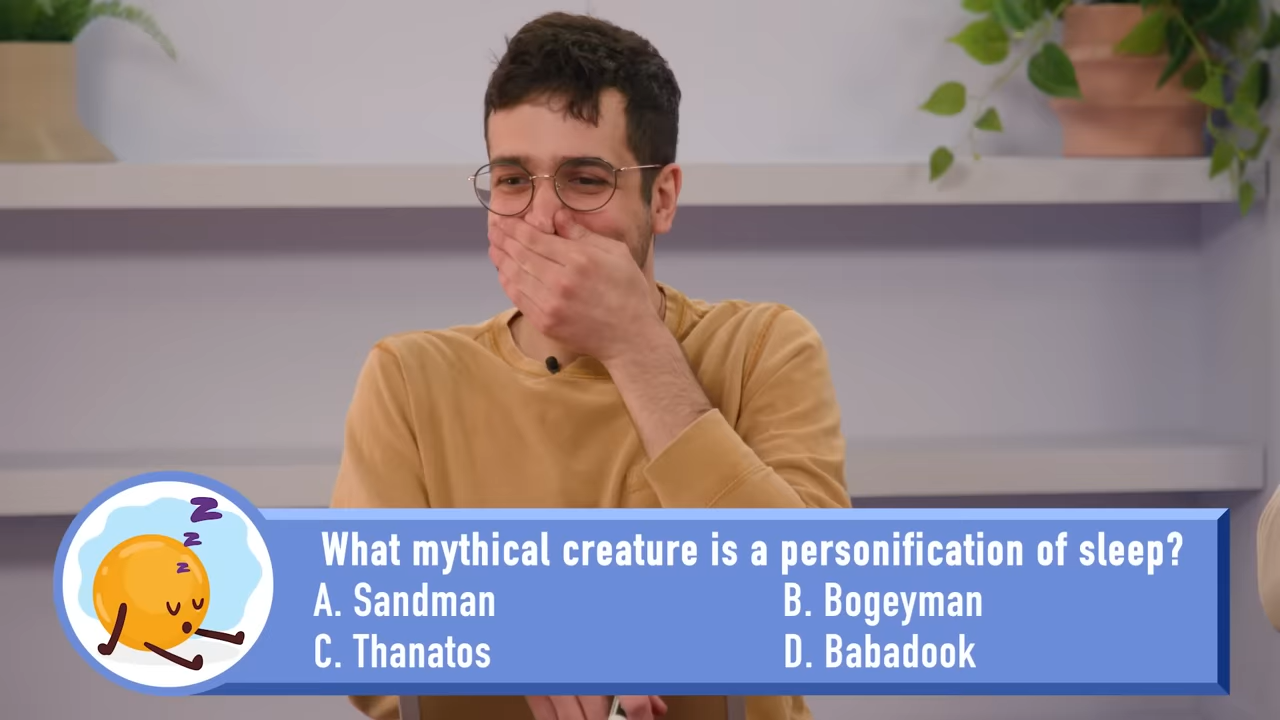 Z
Z
Z
What mythical creature is a personification of sleep?
A. Sandman
B. Bogeyman
C. Thanatos
D. Babadook